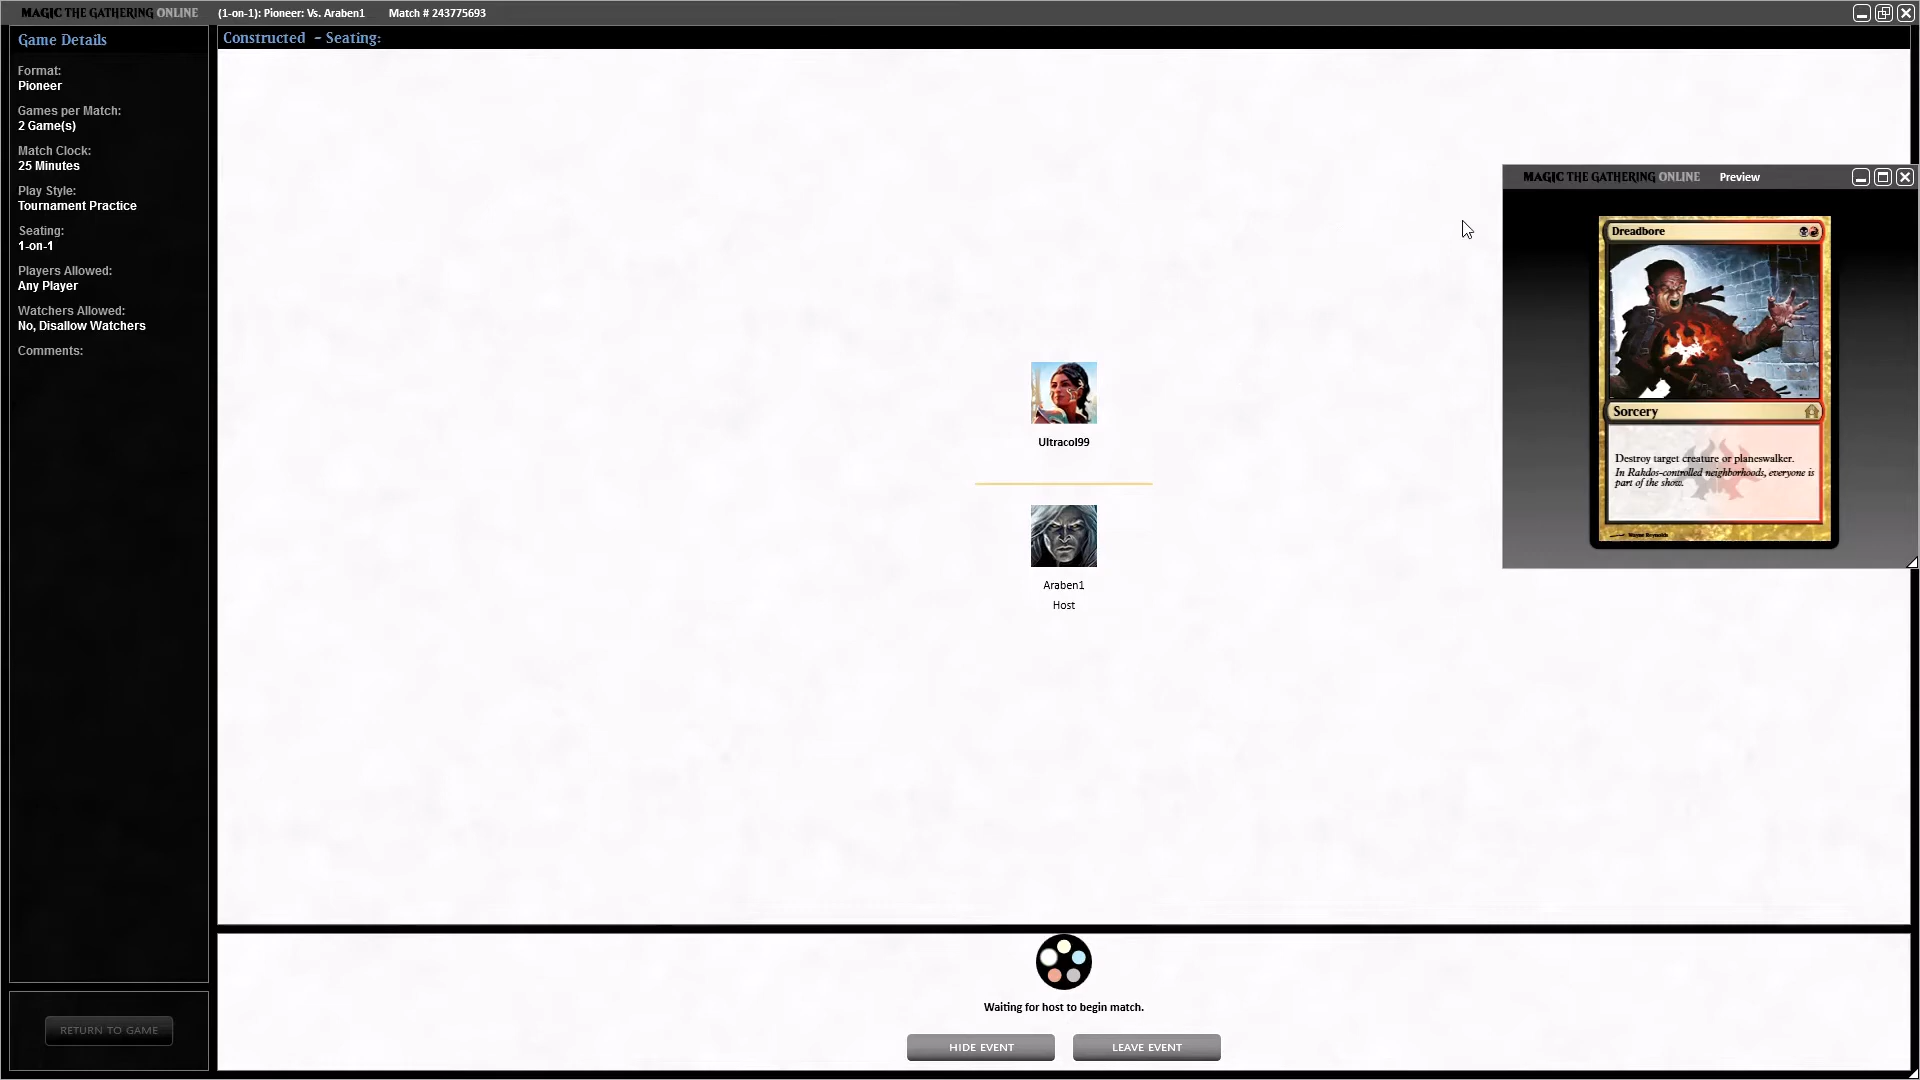 MAGIC THE GATHERING ONLINE (1-on-1): Pioneer: Vs. Araben1 Match # 243775693
Game Details
Format:
Pioneer
Games per Match:
2 Game(s)
Match Clock:
25 Minutes
Play Style:
Tournament Practice
Seating:
1-on-1
Players Allowed:
Any Player
Watchers Allowed:
No, Disallow Watchers
Comments:
RETURN TO GAME
Constructed - Seating:
Ultracol99
Araben1
Host
MAGIC THE GATHERING ONLINE Preview
Dreadbore
Sorcery
Destroy target creature or planeswalker.
In Rakdos-controlled neighborhoods, everyone is
part of the show.
Wayne Reynolds
Waiting for host to begin match.
HIDE EVENT LEAVE EVENT